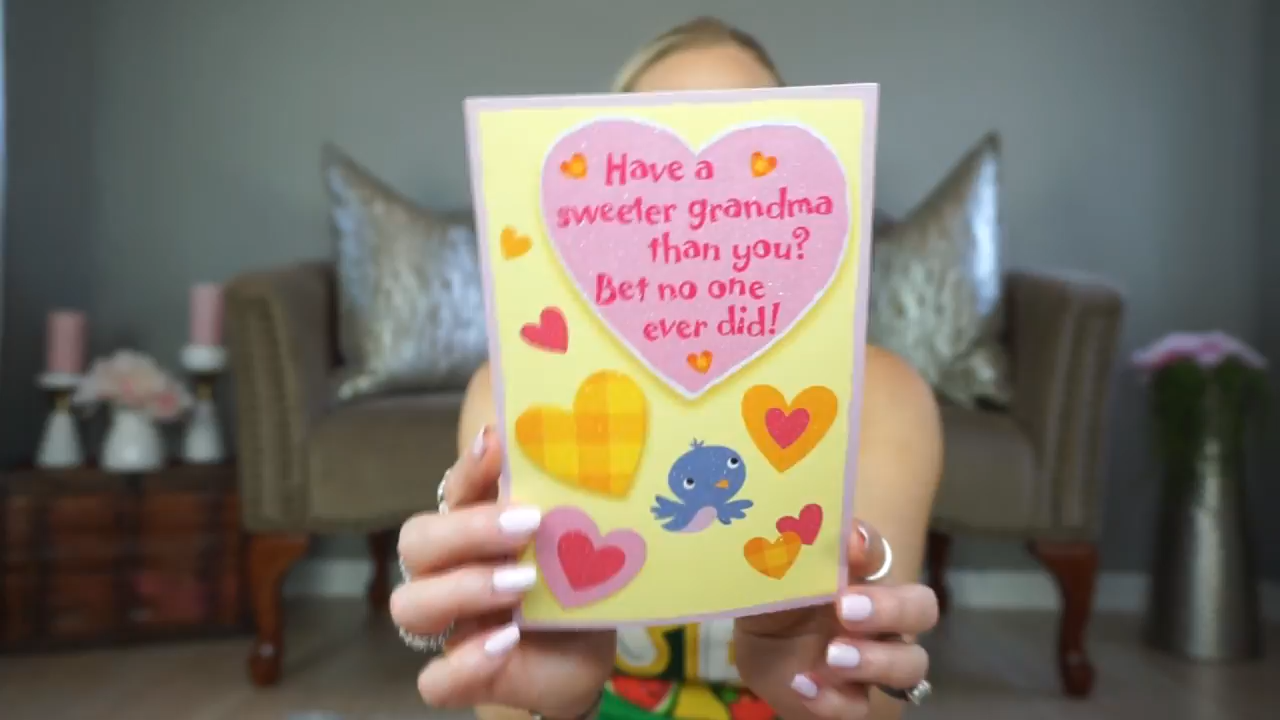 Have a
sweeter grandma
than you?
Bet no one
ever did!